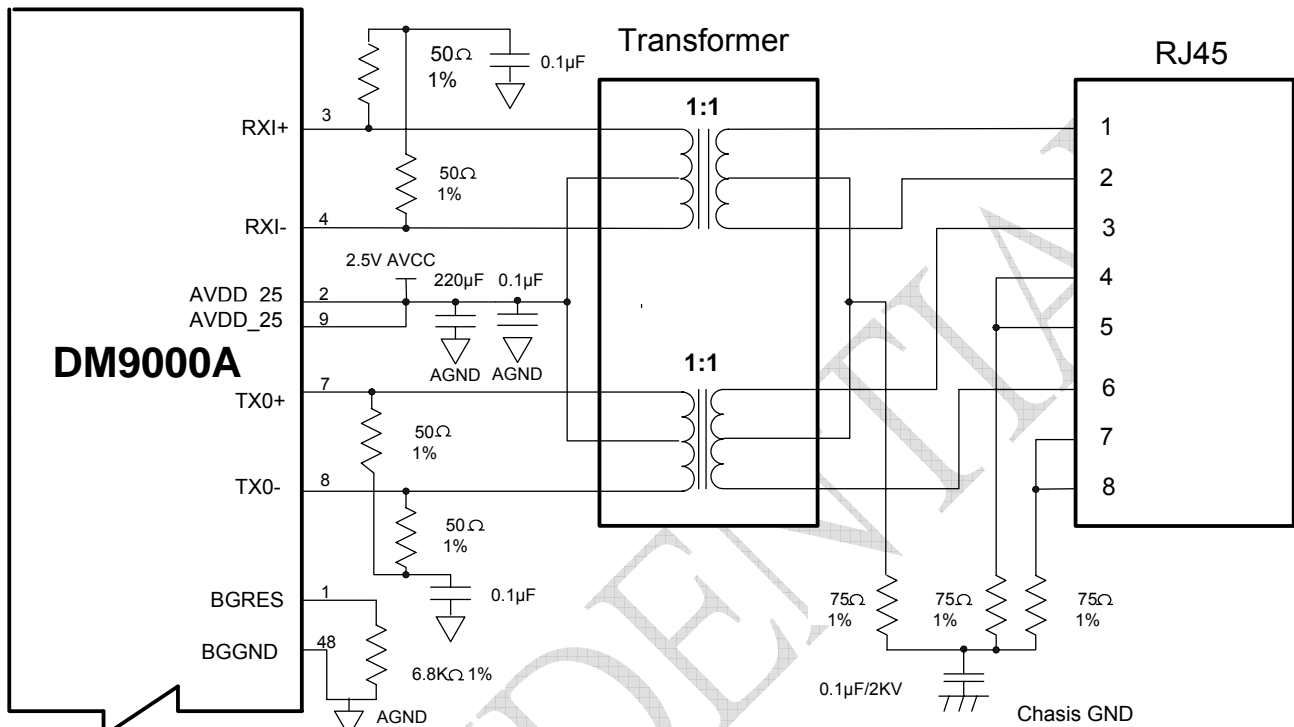 Transformer
RJ45
50Ω
1%
0.1µF
1:1
RXI+
3
1
50Ω
1%
2
RXI-
4
3
2.5V AVCC
4
220µF
0.1µF
AVDD_25
2
AVDD_25
9
5
DM9000A
AGND
AGND
1:1
6
TX0+
7
50Ω
1%
7
TX0-
8
8
50Ω
1%
BGRES
1
0.1µF
75Ω
1%
75Ω
1%
75Ω
1%
BGGND
48
6.8KΩ 1%
0.1µF/2KV
AGND
Chasis GND